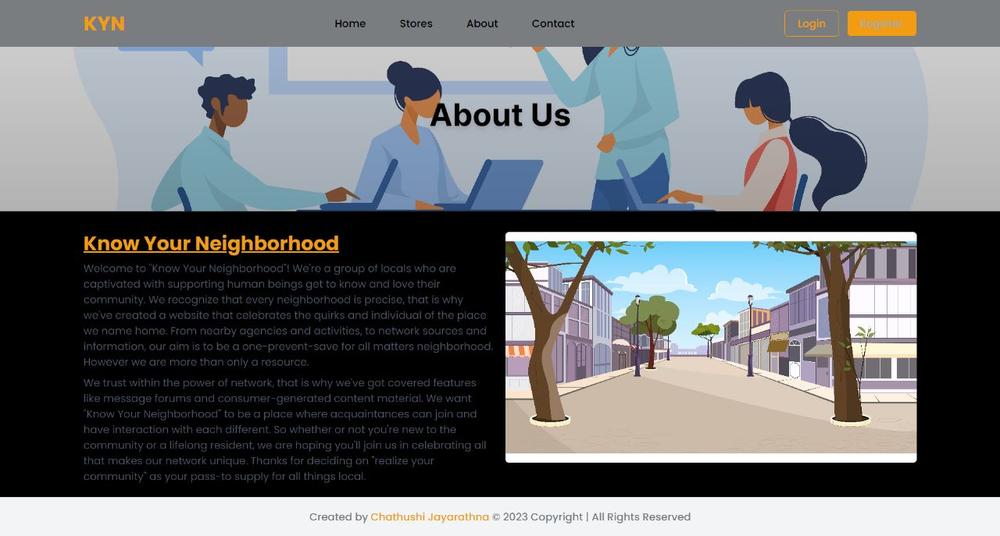 KYN
Home
Stores
About
Contact
Login
Register
About Us
Know Your Neighborhood
Welcome to "Know Your Neighborhood"! We're a group of locals who are
captivated with supporting human beings get to know and love their
community. We recognize that every neighborhood is precise, that is why
we've created a website that celebrates the quirks and individual of the place
we name home. From nearby agencies and activities, to network sources and
information, our aim is to be a one-prevent-save for all matters neighborhood.
However we are more than only a resource.
We trust within the power of network, that is why we've got covered features
like message forums and consumer-generated content material. We want
"Know Your Neighborhood" to be a place where acquaintances can join and
have interaction with each different. So whether or not you're new to the
community or a lifelong resident, we are hoping you'll join us in celebrating all
that makes our network unique. Thanks for deciding on "realize your
community" as your pass-to supply for all things local.
Created by Chathushi Jayarathna © 2023 Copyright | All Rights Reserved